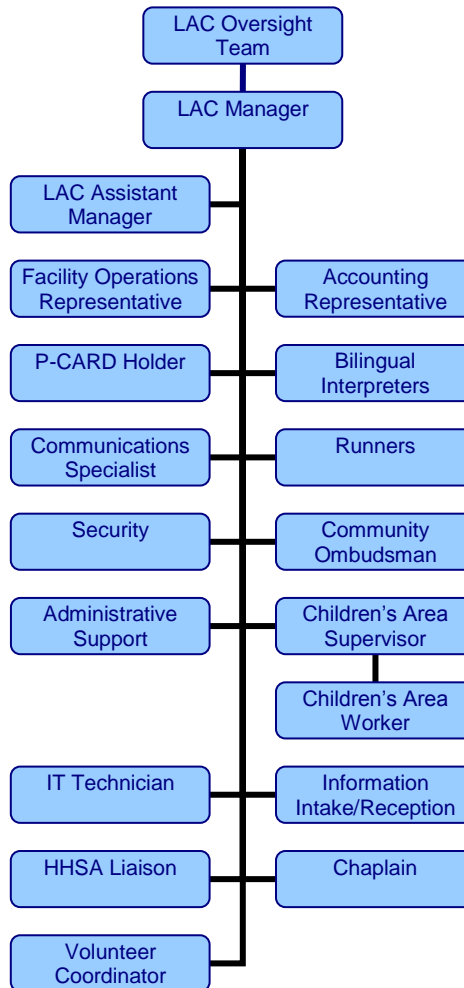 LAC Oversight
Team
LAC Manager
LAC Assistant
Manager
Facility Operations
Representative
Accounting
Representative
P-CARD Holder
Bilingual
Interpreters
Communications
Specialist
Runners
Security
Community
Ombudsman
Administrative
Support
Children’s Area
Supervisor
Children’s Area
Worker
IT Technician
Information
Intake/Reception
HHSA Liaison
Chaplain
Volunteer
Coordinator